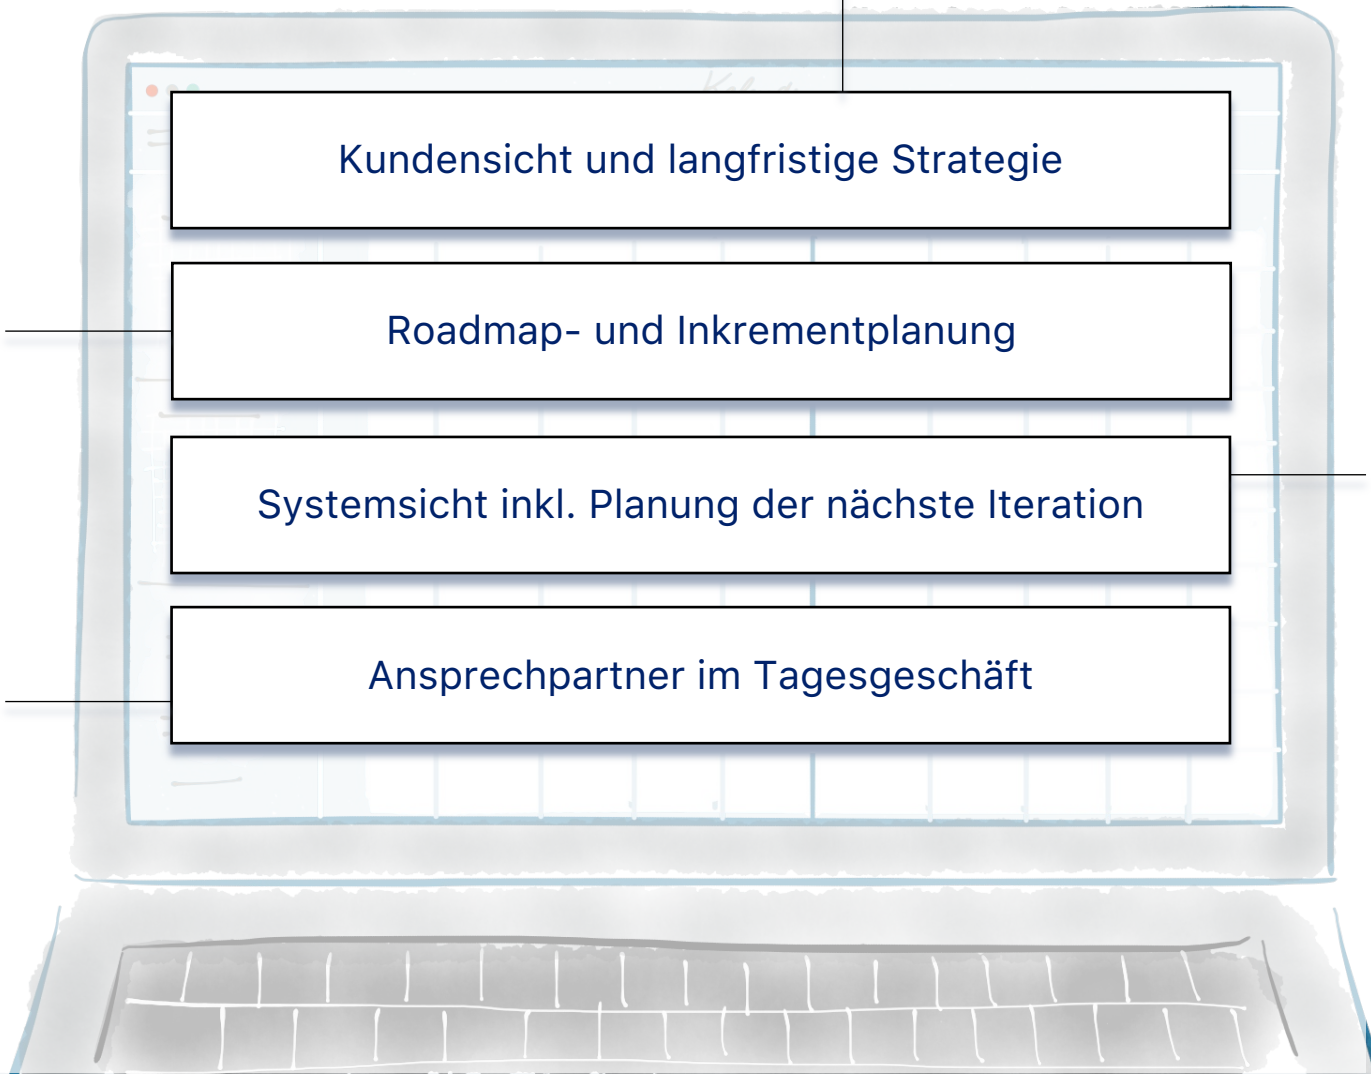 Kundensicht und langfristige Strategie
Roadmap- und Inkrementplanung
Systemsicht inkl. Planung der nächste Iteration
Ansprechpartner im Tagesgeschäft